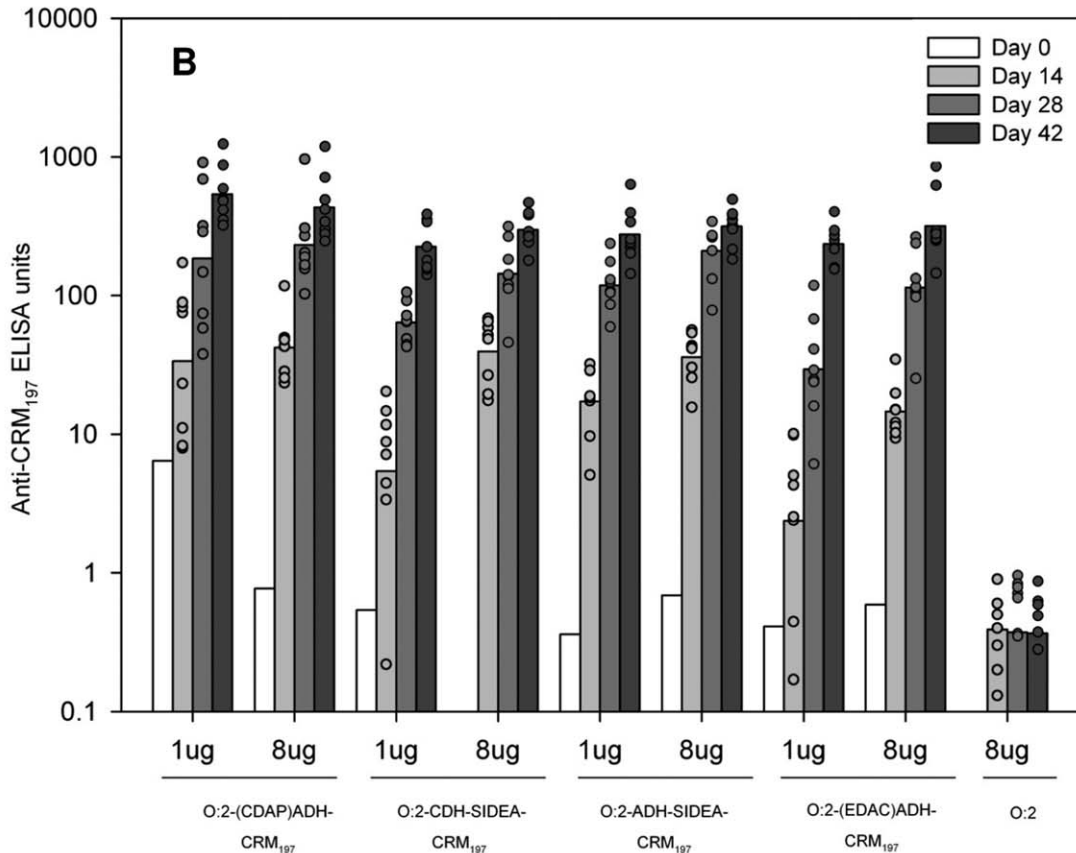 B
Day 0
Day 14
Day 28
Day 42
Anti-CRM₁₉₇ ELISA units
10000
1000
100
10
1
0.1
1ug 8ug 1ug 8ug 1ug 8ug 1ug 8ug 8ug
O:2-(CDAP)ADH- O:2-CDH-SIDEA- O:2-ADH-SIDEA- O:2-(EDAC)ADH- O:2
CRM₁₉₇ CRM₁₉₇ CRM₁₉₇ CRM₁₉₇